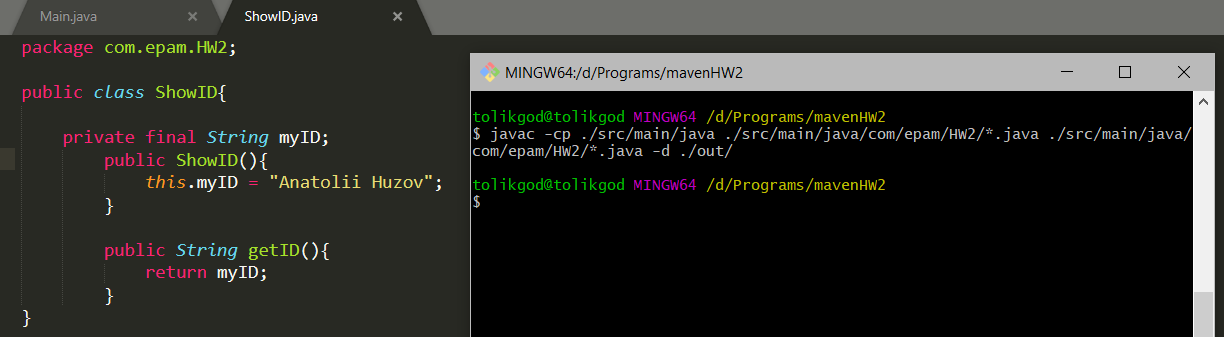 Main.java × ShowID.java ×
package com.epam.HW2;
public class ShowID{
private final String myID;
public ShowID(){
this.myID = "Anatolii Huzov";
}
public String getID(){
return myID;
}
}
MINGW64:/d/Programs/mavenHW2
tolikgod@tolikgod MINGW64 /d/Programs/mavenHW2
$ javac -cp ./src/main/java ./src/main/java/com/epam/HW2/*.java ./src/main/java/
com/epam/HW2/*.java -d ./out/
tolikgod@tolikgod MINGW64 /d/Programs/mavenHW2
$